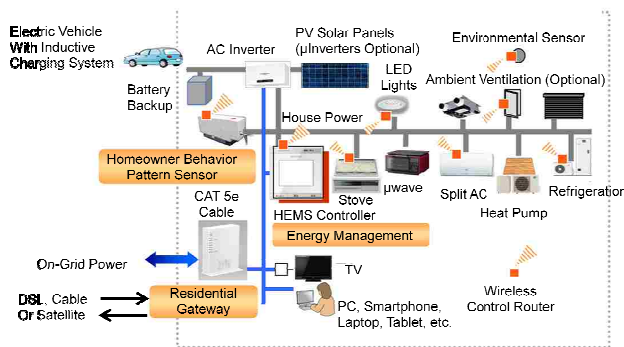 Electric Vehicle
With Inductive
Charging System
AC Inverter
PV Solar Panels
(µInverters Optional)
Environmental Sensor
LED
Lights
Ambient Ventilation (Optional)
Battery
Backup
House Power
Homeowner Behavior
Pattern Sensor
Stove
µwave
Split AC
Heat Pump
Refrigeration
CAT 5e
Cable
HEMS Controller
Energy Management
On-Grid Power
TV
DSL, Cable
Or Satellite
Residential
Gateway
PC, Smartphone,
Laptop, Tablet, etc.
Wireless
Control Router